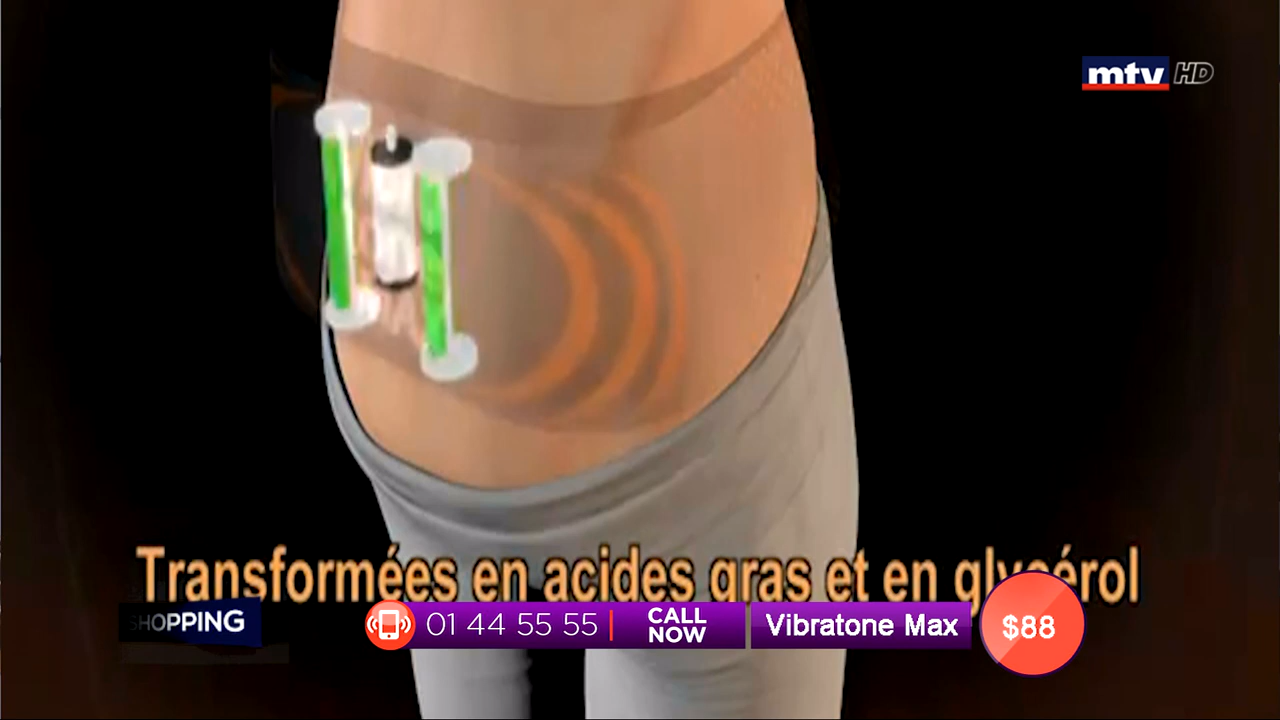 mtv HD
Transformées en acides gras et en glycérol
SHOPPING
01 44 55 55
CALL
NOW
Vibratone Max
$88